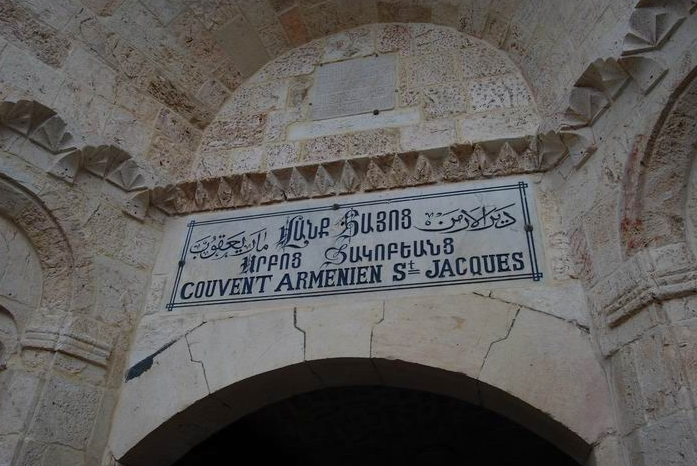 دير الارمن ՎԱՆՔ ՀԱՅՈՑ مار يعقوب
ՍՐԲՈՑ ՅԱԿՈԲԵԱՆՑ
COUVENT ARMENIEN St JACQUES